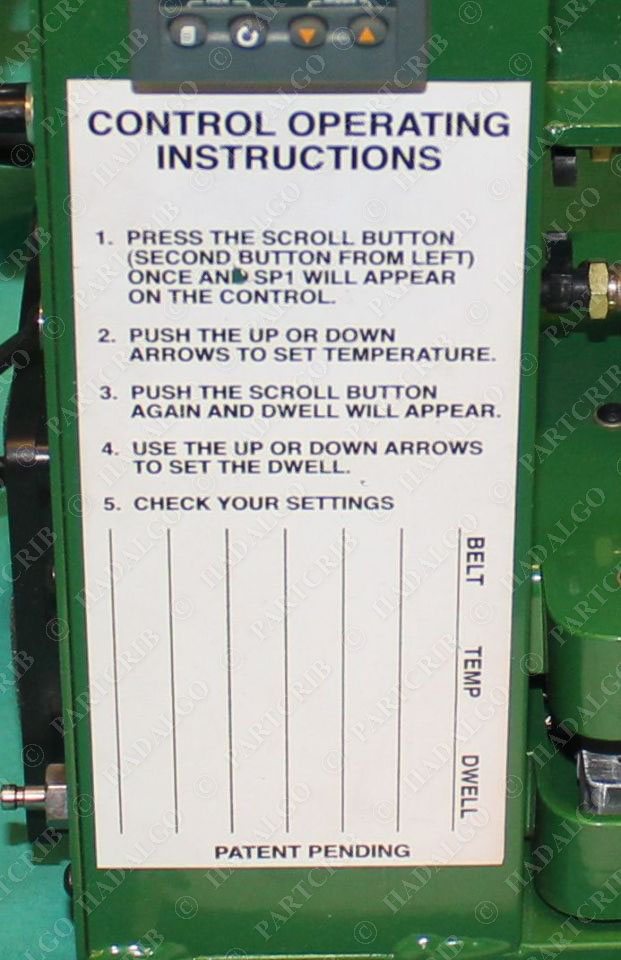 CONTROL OPERATING
INSTRUCTIONS
1. PRESS THE SCROLL BUTTON
(SECOND BUTTON FROM LEFT)
ONCE AND SP1 WILL APPEAR
ON THE CONTROL.
2. PUSH THE UP OR DOWN
ARROWS TO SET TEMPERATURE.
3. PUSH THE SCROLL BUTTON
AGAIN AND DWELL WILL APPEAR.
4. USE THE UP OR DOWN ARROWS
TO SET THE DWELL.
5. CHECK YOUR SETTINGS
BELT TEMP DWELL
PATENT PENDING
© PARTCRIB © HADALGO